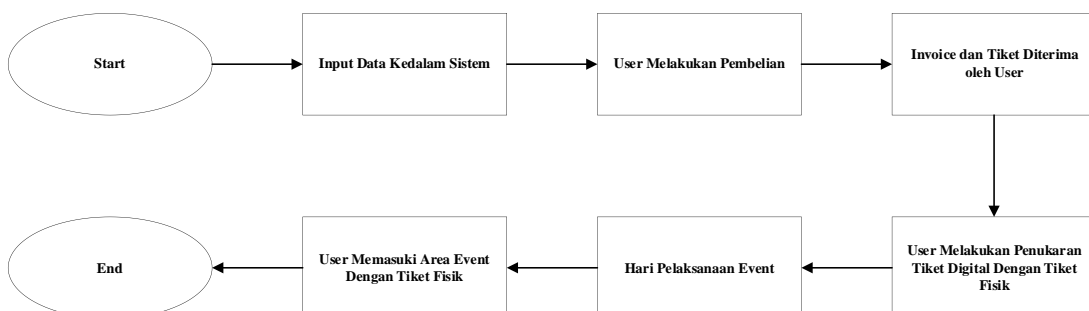 Start
Input Data Kedalam Sistem
User Melakukan Pembelian
Invoice dan Tiket Diterima
oleh User
User Melakukan Penukaran
Tiket Digital Dengan Tiket
Fisik
Hari Pelaksanaan Event
User Memasuki Area Event
Dengan Tiket Fisik
End